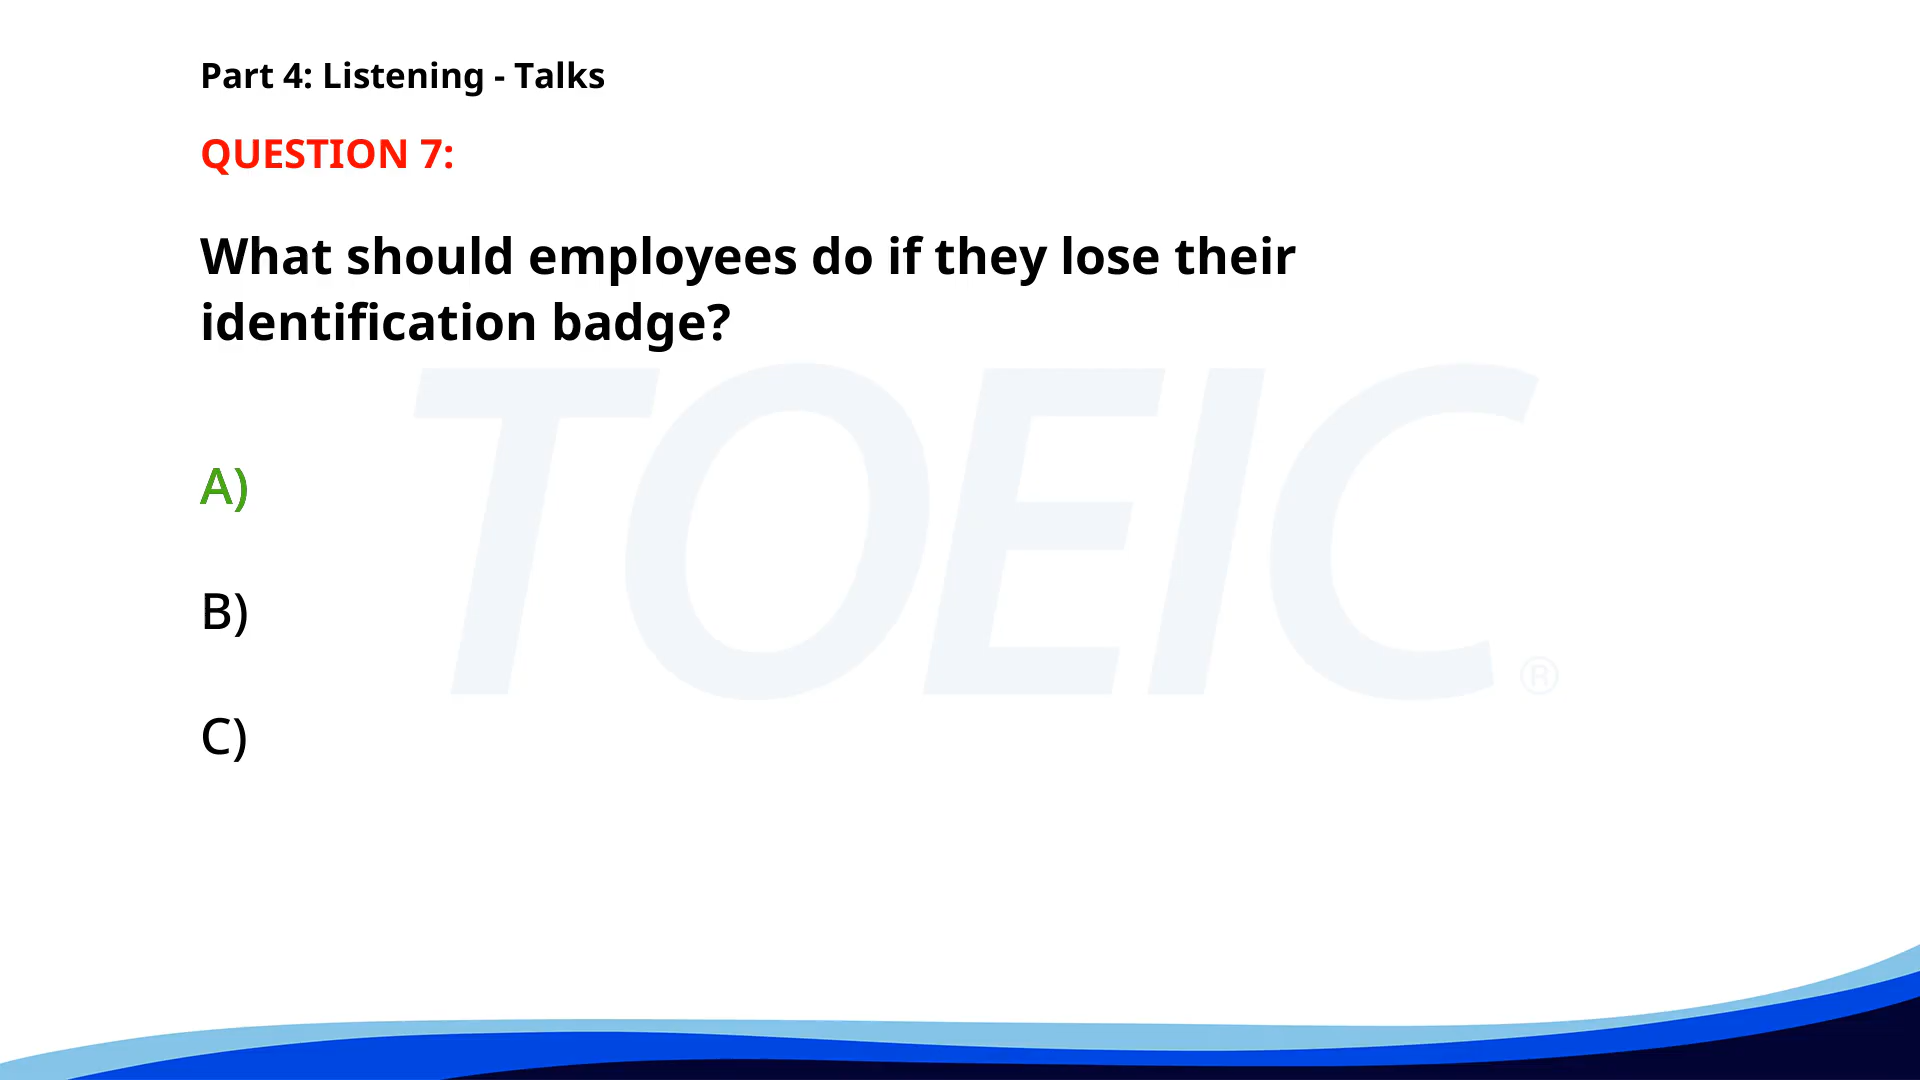 Part 4: Listening - Talks
QUESTION 7:
What should employees do if they lose their
identification badge?
TOEIC ®
A)
B)
C)